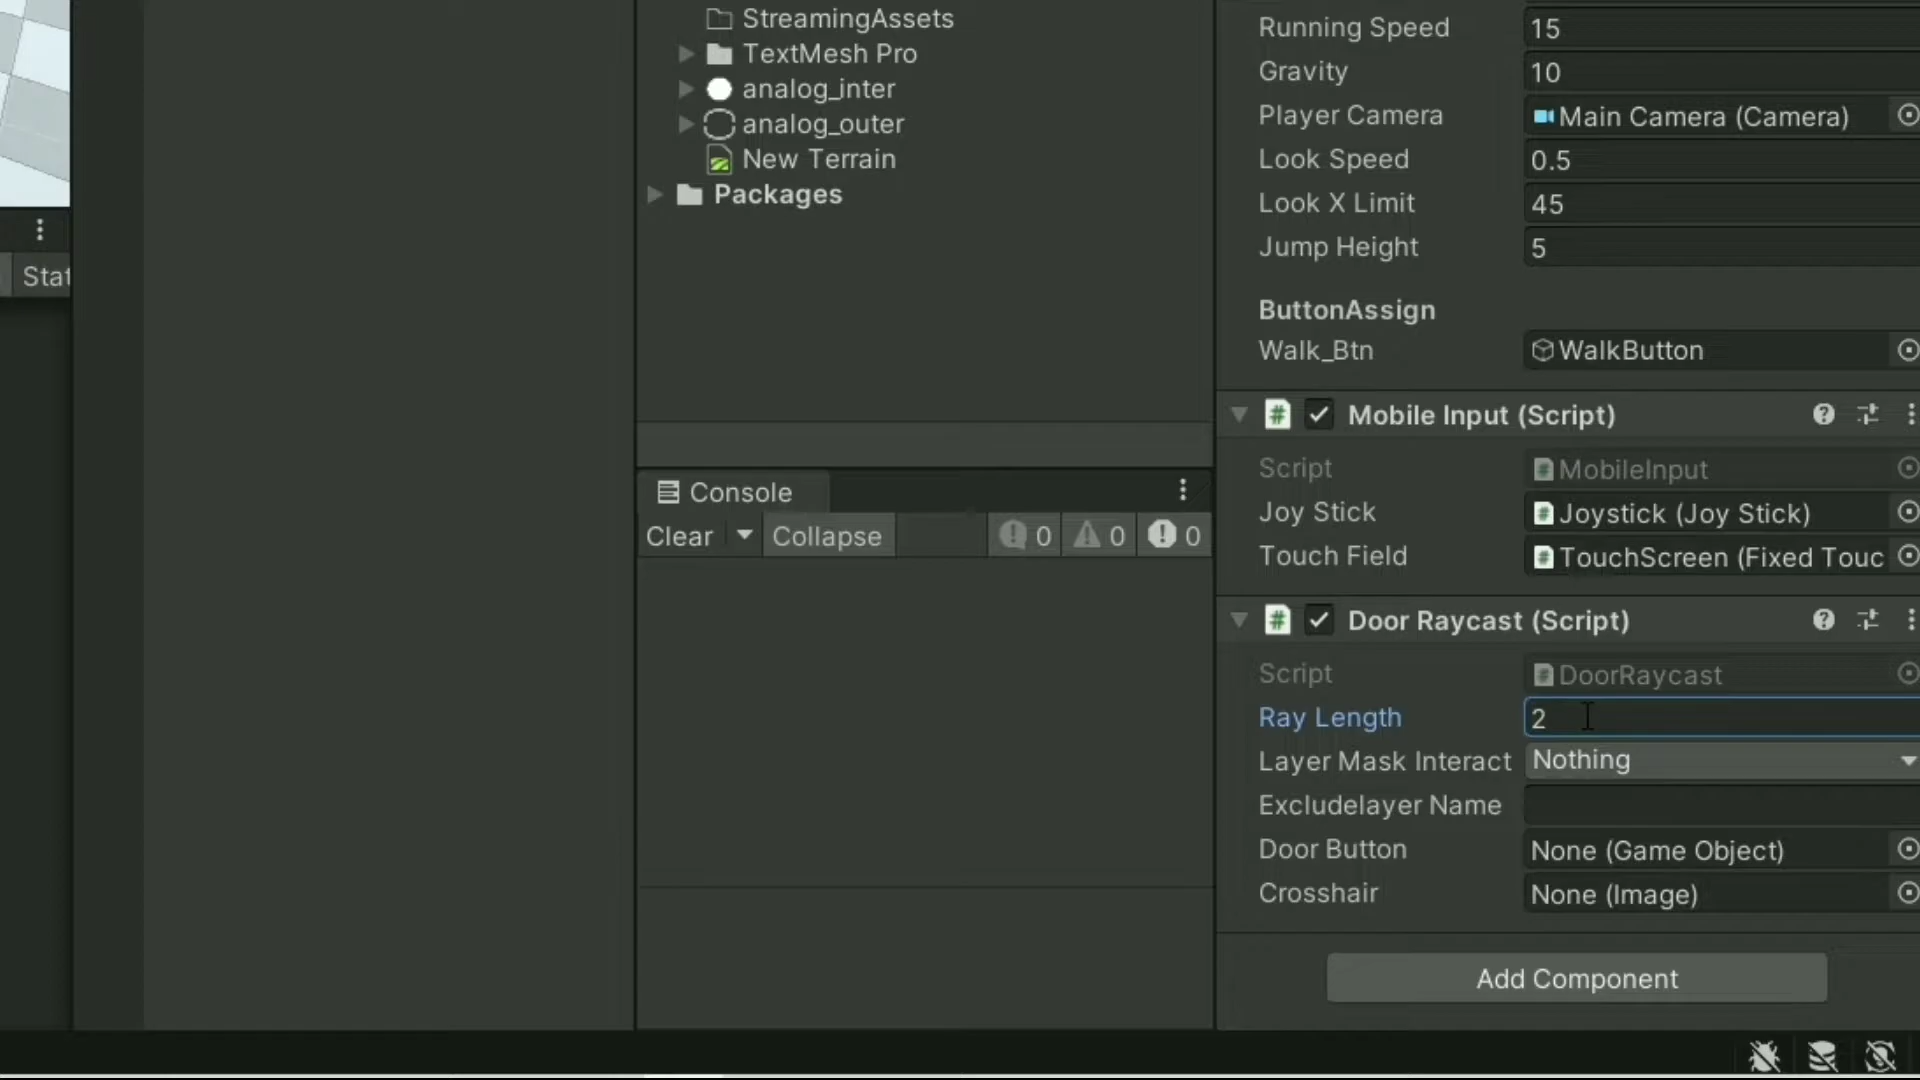 StreamingAssets
TextMesh Pro
analog_inter
analog_outer
New Terrain
Packages
Stat
Console
Clear Collapse 0 0 0
Running Speed 15
Gravity 10
Player Camera Main Camera (Camera)
Look Speed 0.5
Look X Limit 45
Jump Height 5
ButtonAssign
Walk_Btn WalkButton
# Mobile Input (Script)
Script MobileInput
Joy Stick Joystick (Joy Stick)
Touch Field TouchScreen (Fixed Touc
# Door Raycast (Script)
Script DoorRaycast
Ray Length 2
Layer Mask Interact Nothing
Excludelayer Name
Door Button None (Game Object)
Crosshair None (Image)
Add Component